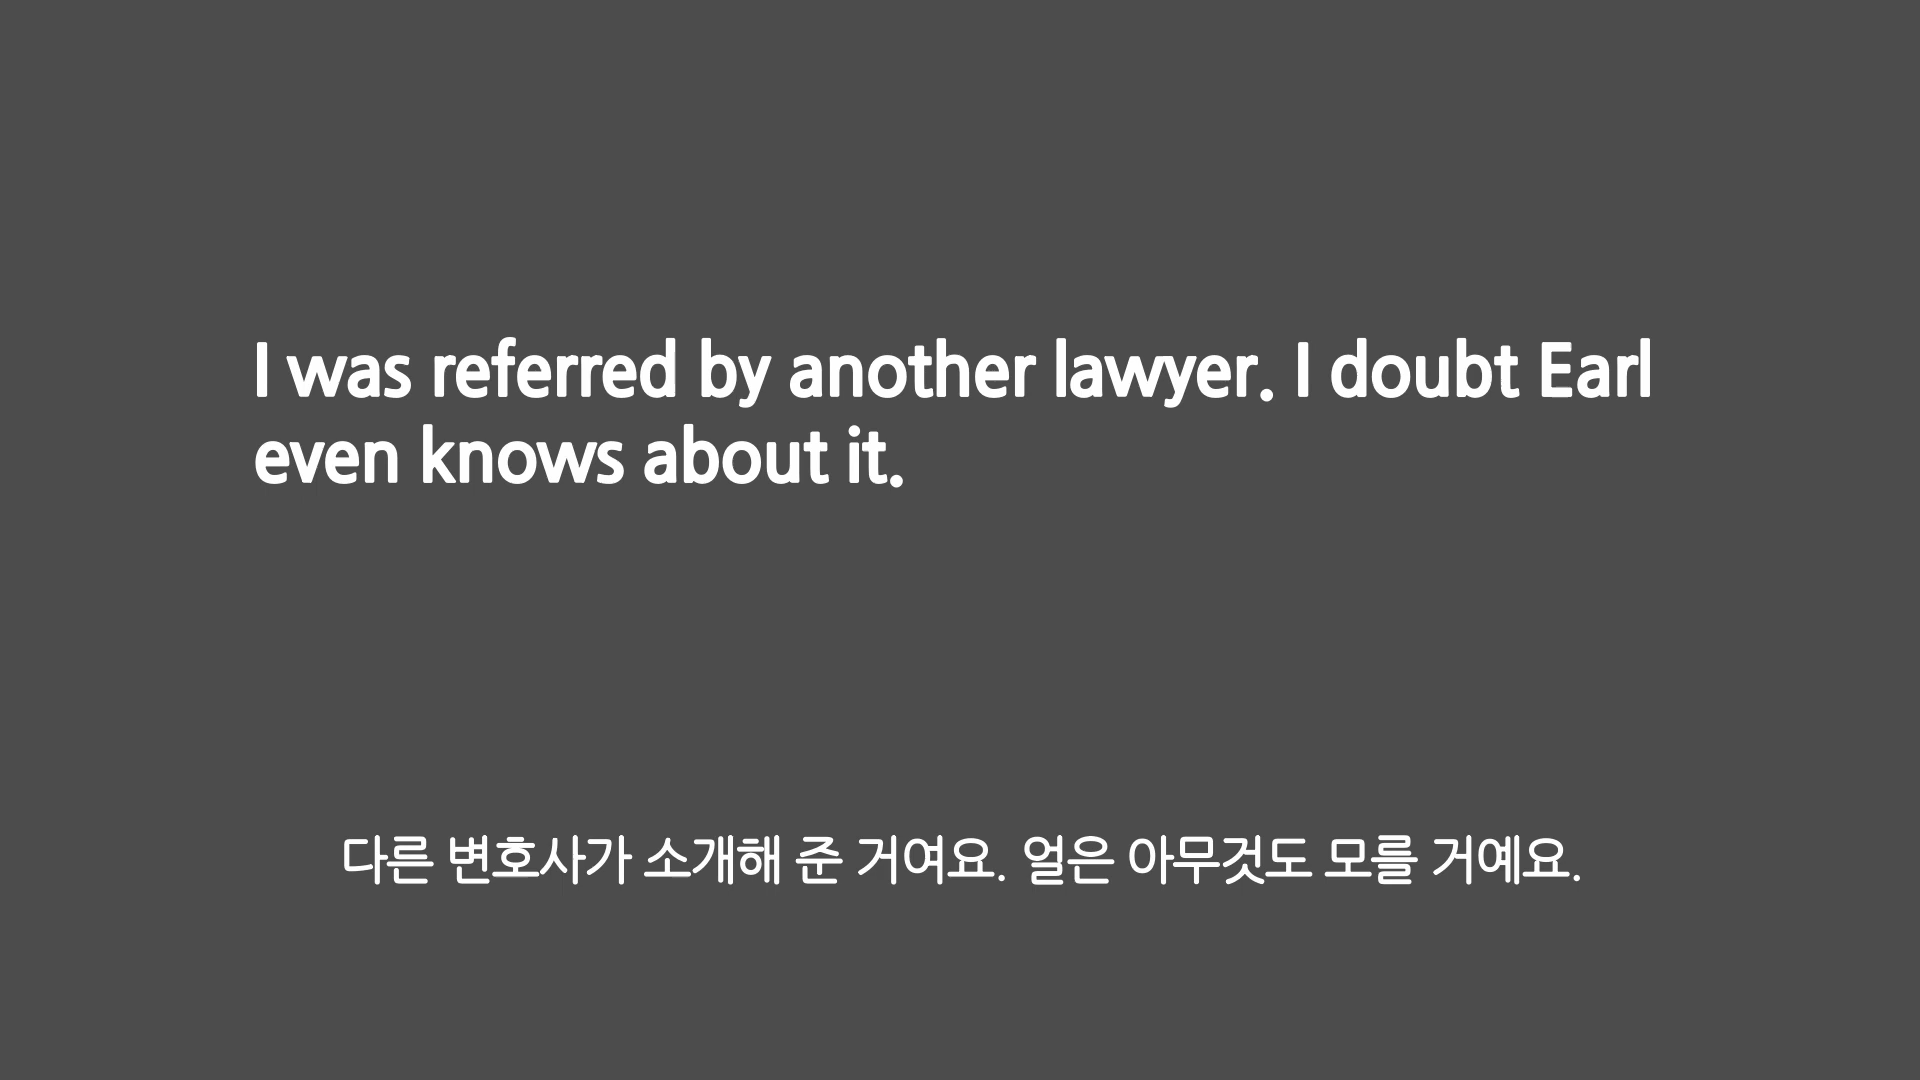 I was referred by another lawyer. I doubt Earl
even knows about it.
다른 변호사가 소개해 준 거여요. 얼은 아무것도 모를 거예요.